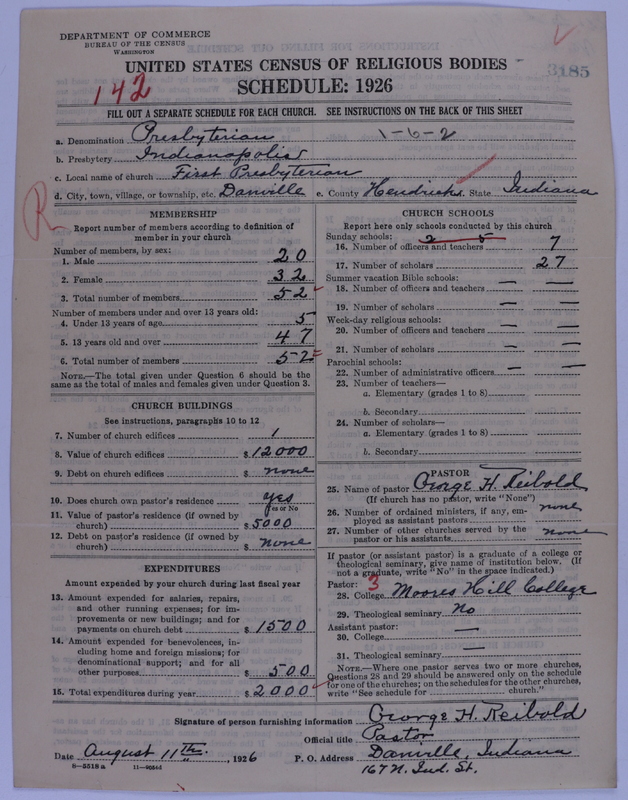 DEPARTMENT OF COMMERCE
BUREAU OF THE CENSUS
WASHINGTON
UNITED STATES CENSUS OF RELIGIOUS BODIES
SCHEDULE: 1926
3185
142
FILL OUT A SEPARATE SCHEDULE FOR EACH CHURCH. SEE INSTRUCTIONS ON THE BACK OF THIS SHEET
a. Denomination Presbyterian 1-6-2
b. Presbytery Indianapolis
c. Local name of church First Presbyterian
d. City, town, village, or township, etc. Danville e. County Hendricks State Indiana
R
MEMBERSHIP
Report number of members according to definition of
member in your church
Number of members, by sex:
1. Male 20
2. Female 32
3. Total number of members 52
Number of members under and over 13 years old:
4. Under 13 years of age 5
5. 13 years old and over 47
6. Total number of members 52
NOTE.—The total given under Question 6 should be
the same as the total of males and females given under Question 3.
CHURCH BUILDINGS
See instructions, paragraphs 10 to 12
7. Number of church edifices 1
8. Value of church edifices $ 12000
9. Debt on church edifices $ none
10. Does church own pastor's residence yes
Yes or No
11. Value of pastor's residence (if owned by
church) $ 5000
12. Debt on pastor's residence (if owned by
church) $ none
EXPENDITURES
Amount expended by your church during last fiscal year
13. Amount expended for salaries, repairs,
and other running expenses; for im-
provements or new buildings; and for
payments on church debt $ 1500
14. Amount expended for benevolences, in-
cluding home and foreign missions; for
denominational support; and for all
other purposes $ 500
15. Total expenditures during year $ 2000
CHURCH SCHOOLS
Report here only schools conducted by this church
Sunday schools:
16. Number of officers and teachers 7
17. Number of scholars 27
Summer vacation Bible schools:
18. Number of officers and teachers — —
19. Number of scholars — —
Week-day religious schools:
20. Number of officers and teachers — —
21. Number of scholars — —
Parochial schools:
22. Number of administrative officers — —
23. Number of teachers—
a. Elementary (grades 1 to 8)
b. Secondary
24. Number of scholars—
a. Elementary (grades 1 to 8)
b. Secondary
PASTOR
25. Name of pastor George H. Reibold
(If church has no pastor, write "None")
26. Number of ordained ministers, if any, em-
ployed as assistant pastors none
27. Number of other churches served by the
pastor or his assistants none
If pastor (or assistant pastor) is a graduate of a college or
theological seminary, give name of institution below. (If
not a graduate, write "No" in the space indicated.)
Pastor: 3
28. College Moores Hill College
29. Theological seminary No
Assistant pastor:
30. College —
31. Theological seminary —
NOTE.—Where one pastor serves two or more churches,
Questions 28 and 29 should be answered only on the schedule
for one of the churches; on the schedules for the other churches,
write "See schedule for church."
Signature of person furnishing information George H. Reibold
Official title Pastor
Date August 11th, 1926 P. O. Address Danville, Indiana
8—5518 a 167 N. Ind. St.